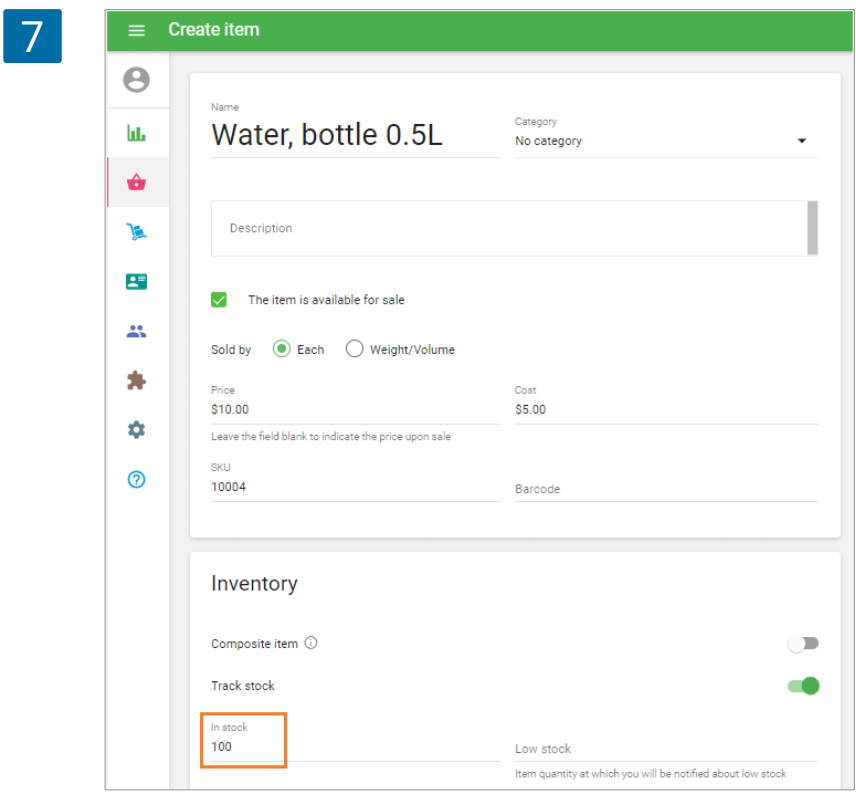 7
Create item
Name
Water, bottle 0.5L
Category
No category
Description
The item is available for sale
Sold by Each Weight/Volume
Price
$10.00
Cost
$5.00
Leave the field blank to indicate the price upon sale
SKU
10004
Barcode
Inventory
Composite item
Track stock
In stock
100
Low stock
Item quantity at which you will be notified about low stock